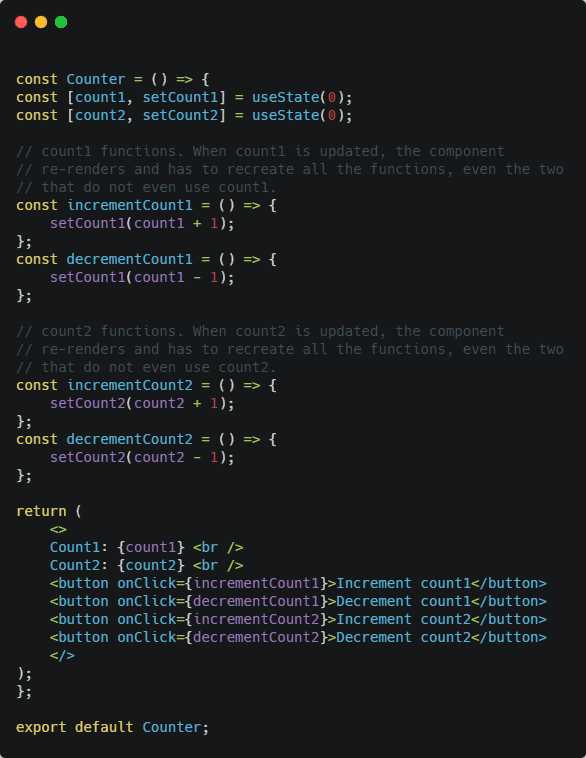 const Counter = () => {
const [count1, setCount1] = useState(0);
const [count2, setCount2] = useState(0);

// count1 functions. When count1 is updated, the component
// re-renders and has to recreate all the functions, even the two
// that do not even use count1.
const incrementCount1 = () => {
    setCount1(count1 + 1);
};
const decrementCount1 = () => {
    setCount1(count1 - 1);
};

// count2 functions. When count2 is updated, the component
// re-renders and has to recreate all the functions, even the two
// that do not even use count2.
const incrementCount2 = () => {
    setCount2(count2 + 1);
};
const decrementCount2 = () => {
    setCount2(count2 - 1);
};

return (
    <>
    Count1: {count1} <br />
    Count2: {count2} <br />
    <button onClick={incrementCount1}>Increment count1</button>
    <button onClick={decrementCount1}>Decrement count1</button>
    <button onClick={incrementCount2}>Increment count2</button>
    <button onClick={decrementCount2}>Decrement count2</button>
    </>
);
};

export default Counter;